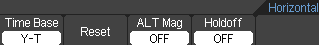 Horizontal
Time Base Reset ALT Mag Holdoff
Y-T OFF OFF